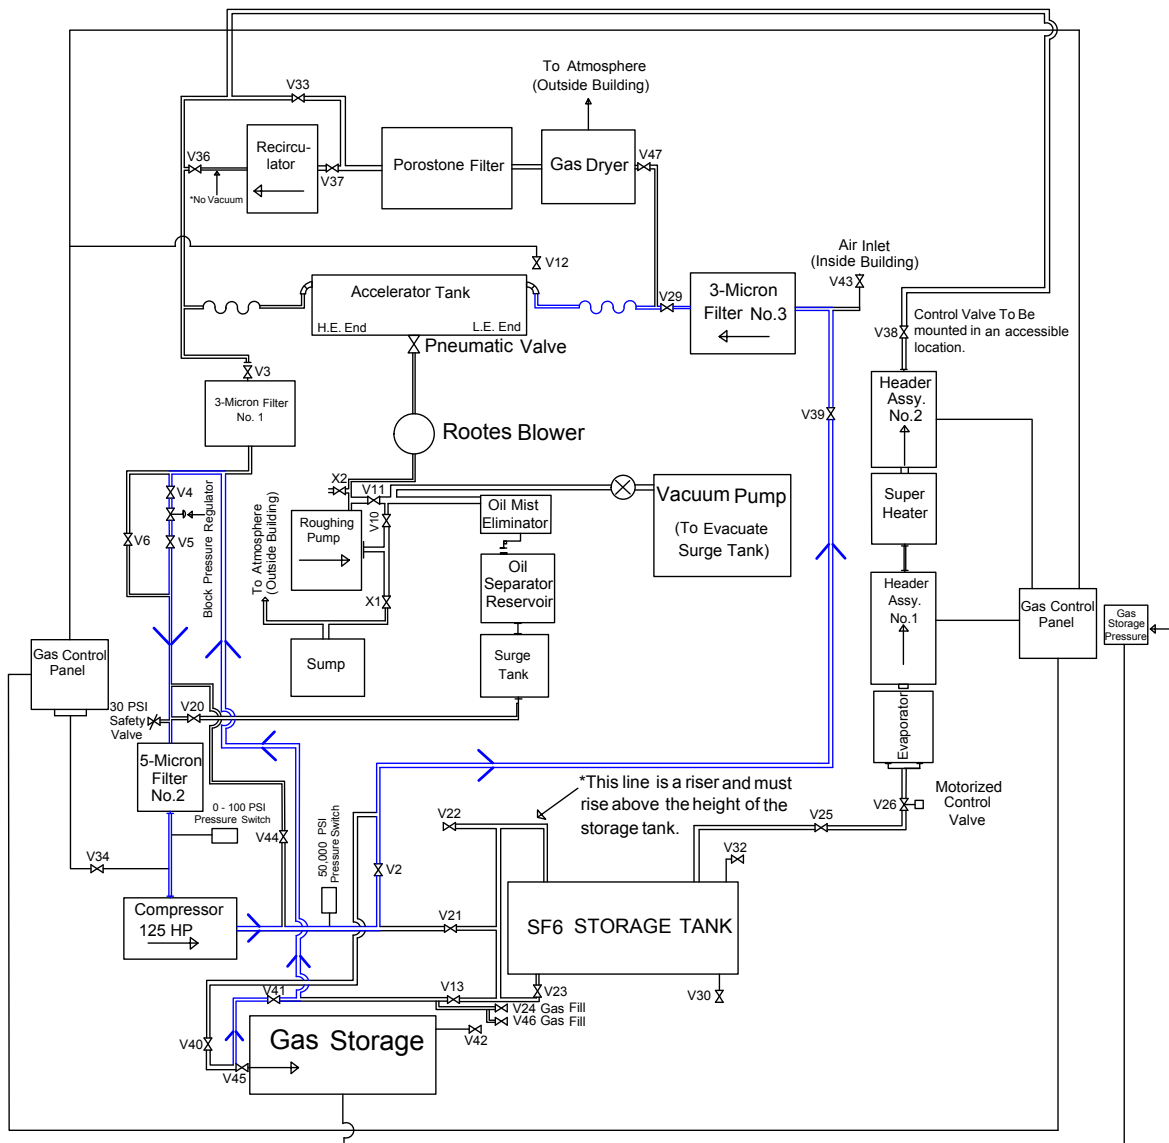 To Atmosphere
(Outside Building)
V33
Recircu-
lator
V36
V37
*No Vacuum
Porostone Filter
Gas Dryer
V47
Air Inlet
(Inside Building)
V43
V12
Accelerator Tank
H.E. End
L.E. End
V29
3-Micron
Filter No.3
Pneumatic Valve
V38
Control Valve To Be
mounted in an accessible
location.
V3
3-Micron Filter
No. 1
Header
Assy.
No.2
V39
Rootes Blower
V4
V5
V6
Block Pressure Regulator
To Atmosphere
(Outside Building)
X2
V11
V10
Roughing
Pump
X1
Sump
Oil Mist
Eliminator
Oil
Separator
Reservoir
Surge
Tank
Vacuum Pump
(To Evacuate
Surge Tank)
Super
Heater
Header
Assy.
No.1
Gas Control
Panel
Gas
Storage
Pressure
Gas Control
Panel
30 PSI
Safety
Valve
V20
5-Micron
Filter
No.2
Evaporator
V26
Motorized
Control
Valve
V25
*This line is a riser and must
rise above the height of the
storage tank.
0 - 100 PSI
Pressure Switch
V44
50,000 PSI
Pressure Switch
V2
V22
V32
V34
Compressor
125 HP
V21
SF6 STORAGE TANK
V41
V13
V23
V30
V24 Gas Fill
V46 Gas Fill
V40
V45
Gas Storage
V42